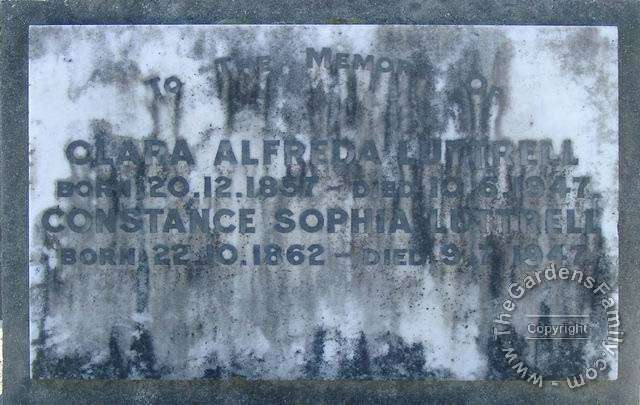 To The Memory Of
CLARA ALFREDA LUTTRELL
BORN 20.12.1857 – DIED 10.6.1947
CONSTANCE SOPHIA LUTTRELL
BORN 22.10.1862 – DIED 9.7.1947
© TheGardensFamily
www. .com
Copyright